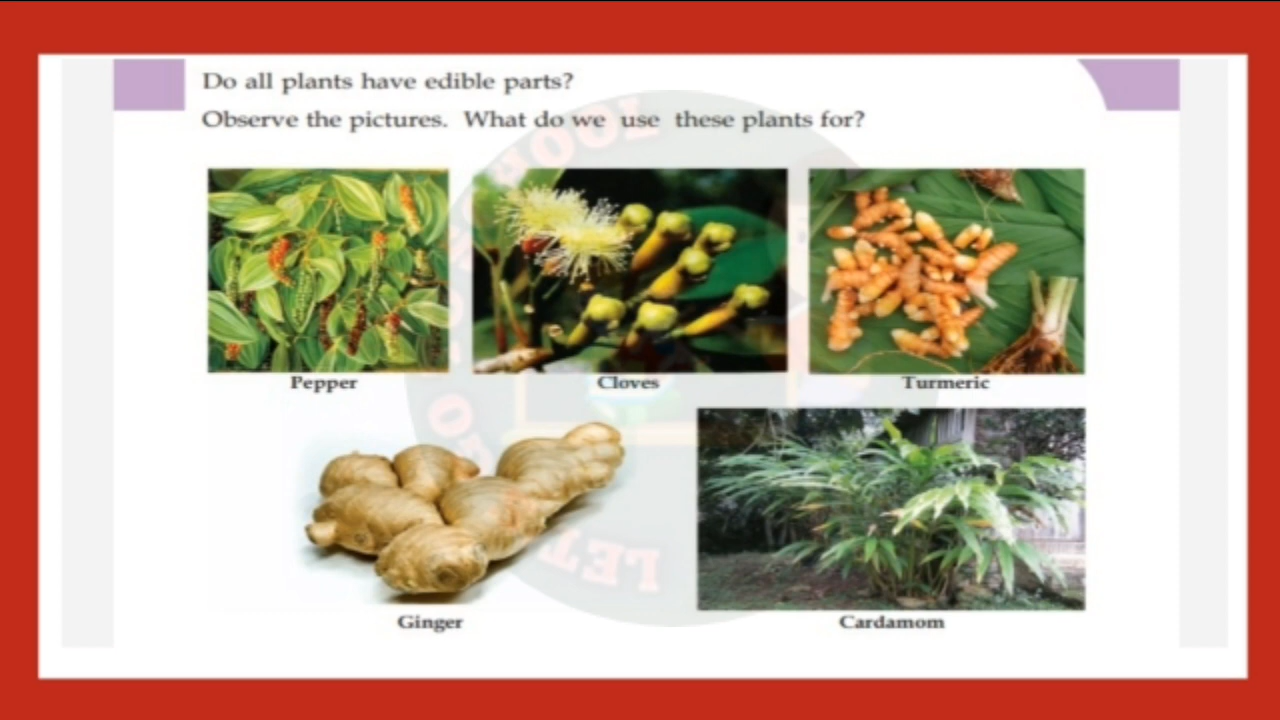 Do all plants have edible parts?
Observe the pictures. What do we use these plants for?
Pepper
Cloves
Turmeric
Ginger
Cardamom